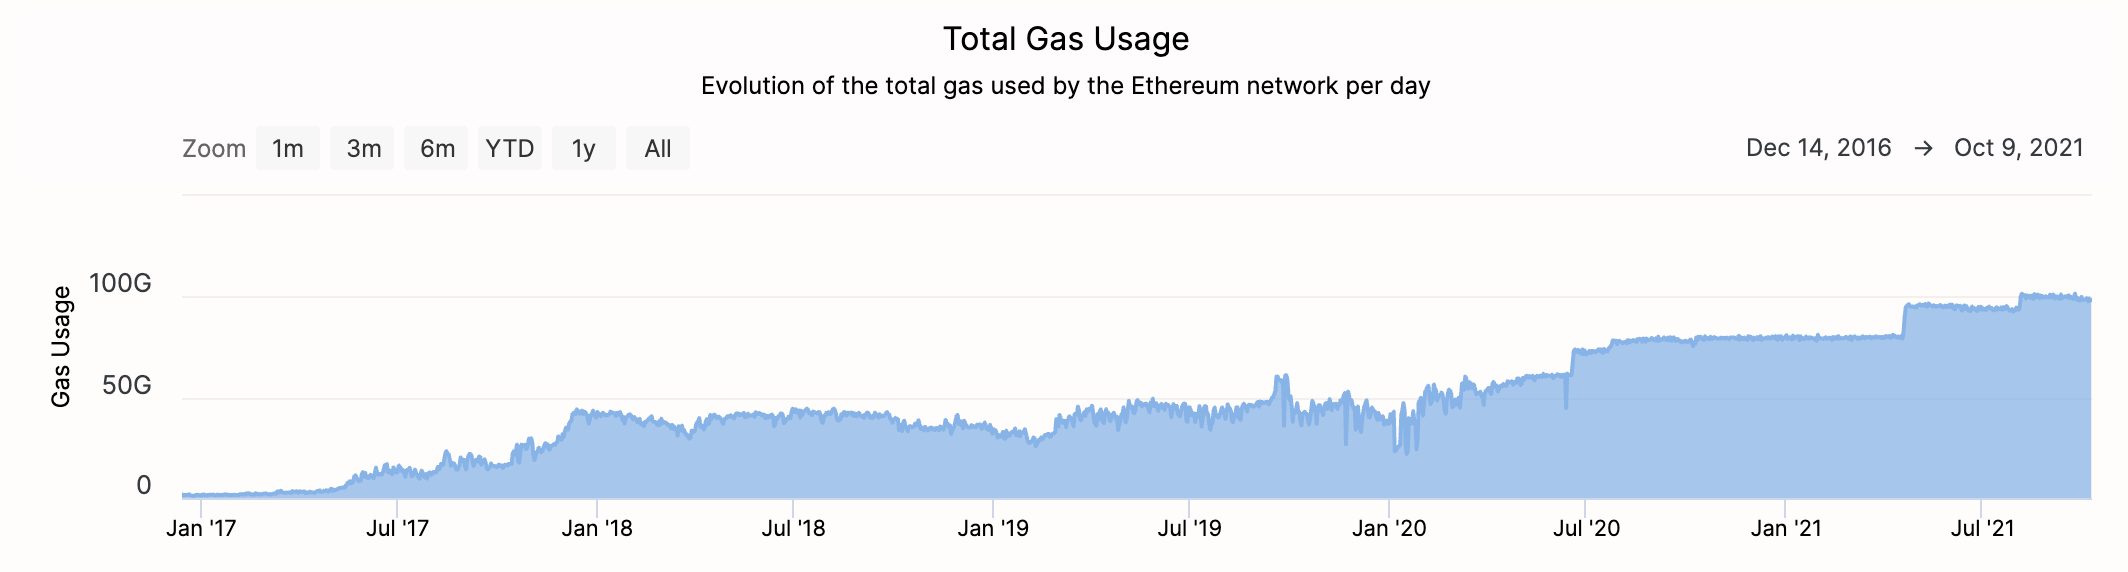 Total Gas Usage
Evolution of the total gas used by the Ethereum network per day
Zoom 1m 3m 6m YTD 1y All
Dec 14, 2016 → Oct 9, 2021
Gas Usage
100G
50G
0
Jan '17 Jul '17 Jan '18 Jul '18 Jan '19 Jul '19 Jan '20 Jul '20 Jan '21 Jul '21